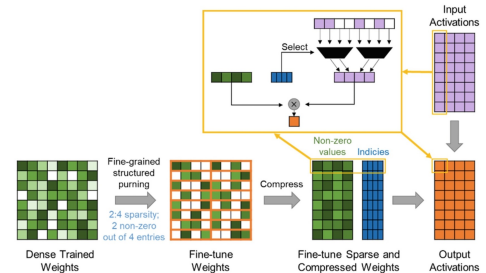 Input
Activations
Select
Non-zero
values
Indicies
Fine-grained
structured
purning
2:4 sparsity;
2 non-zero
out of 4 entries
Compress
Dense Trained
Weights
Fine-tune
Weights
Fine-tune Sparse and
Compressed Weights
Output
Activations